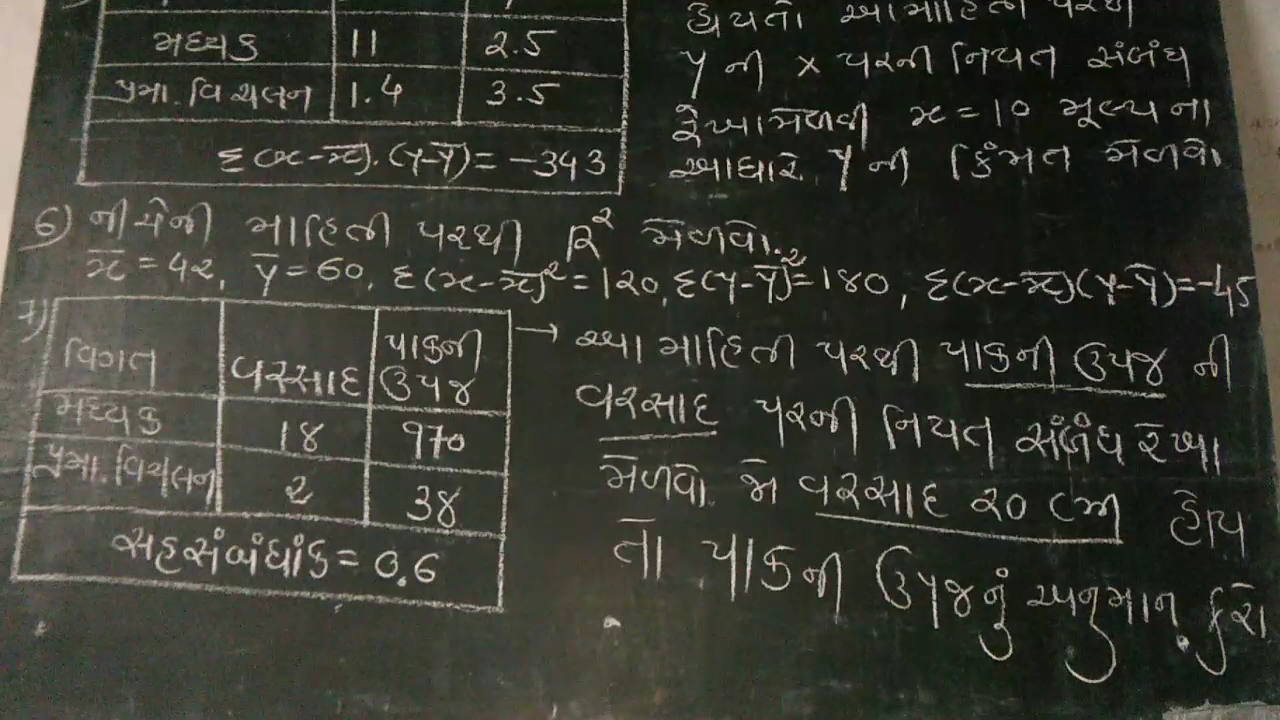 મધ્યક 11 2.5
પ્રમા. વિચલન 1.4 3.5
Σ(x-x̄).(y-ȳ) = -343
હોયતો આ માહિતી પરથી
y ની x પરની નિયત સંબંધ
રેખા મેળવી x = 10 મૂલ્ય ના
આધારે y ની કિંમત મેળવો.
6) નીચેની માહિતી પરથી R² મેળવો.
x̄ = 42, ȳ = 60, Σ(x-x̄)² = 120, Σ(y-ȳ)² = 180, Σ(x-x̄)(y-ȳ) = -45
7)
વિગત વરસાદ પાકની ઉપજ
મધ્યક 18 970
પ્રમા. વિચલન 2 38
સહસંબંધાંક = 0.6
→ આ માહિતી પરથી પાકની ઉપજ ની
વરસાદ પરની નિયત સંબંધ રેખા
મેળવો જો વરસાદ 20 cm હોય
તો પાકની ઉપજનું અનુમાન કરો